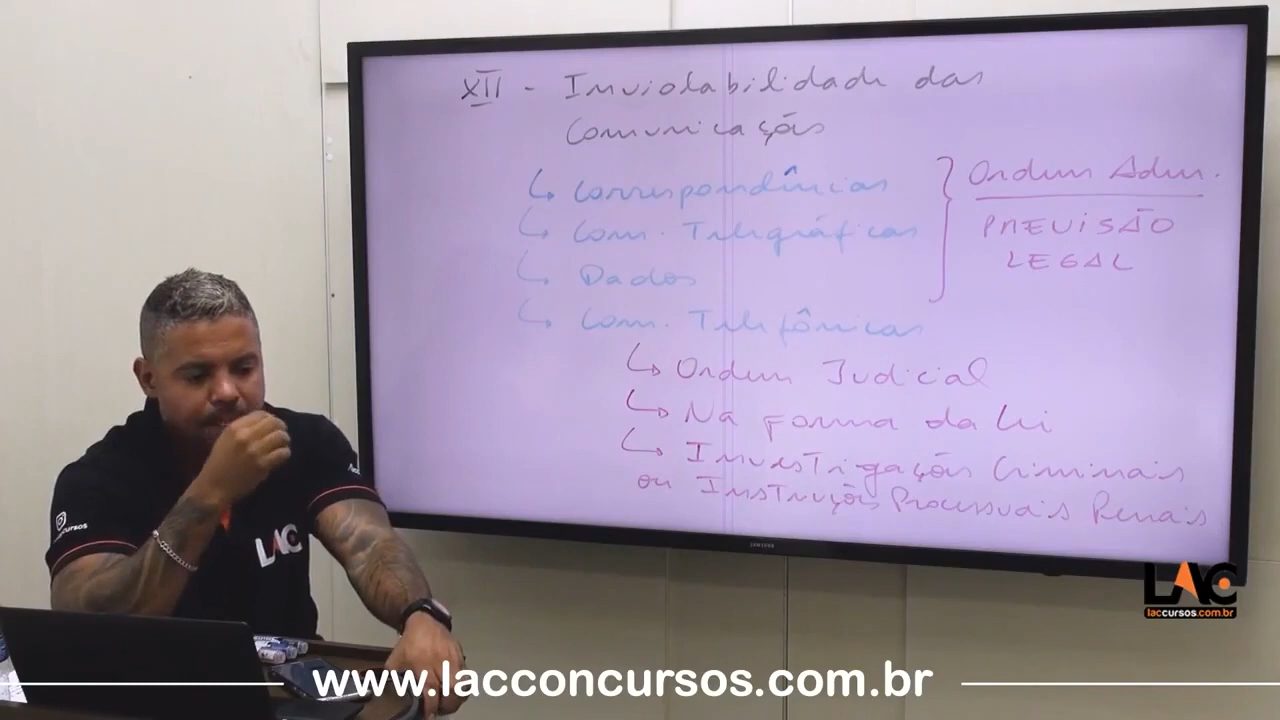 XII - Inviolabilidade das
Comunicações
↳ Correspondências
↳ Com. Telegráficas
↳ Dados
↳ Com. Telefônicas
} Ordem Adm.
PREVISÃO
LEGAL
↳ Ordem Judicial
↳ Na forma da Lei
↳ Investigações Criminais
ou Instruções Processuais Penais
LAC
cursos
LAC
laccursos.com.br
www.lacconcursos.com.br